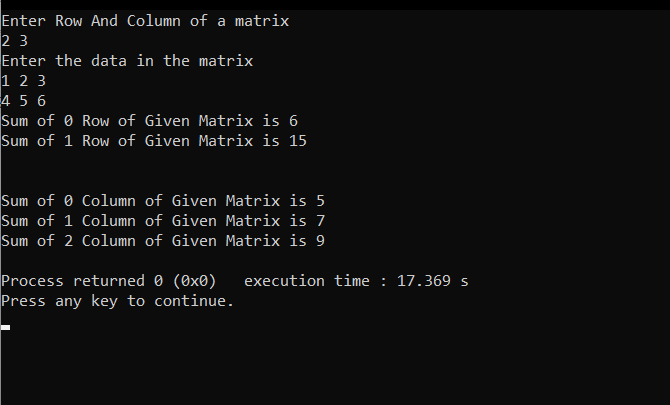 Enter Row And Column of a matrix
2 3
Enter the data in the matrix
1 2 3
4 5 6
Sum of 0 Row of Given Matrix is 6
Sum of 1 Row of Given Matrix is 15
Sum of 0 Column of Given Matrix is 5
Sum of 1 Column of Given Matrix is 7
Sum of 2 Column of Given Matrix is 9
Process returned 0 (0x0)   execution time : 17.369 s
Press any key to continue.